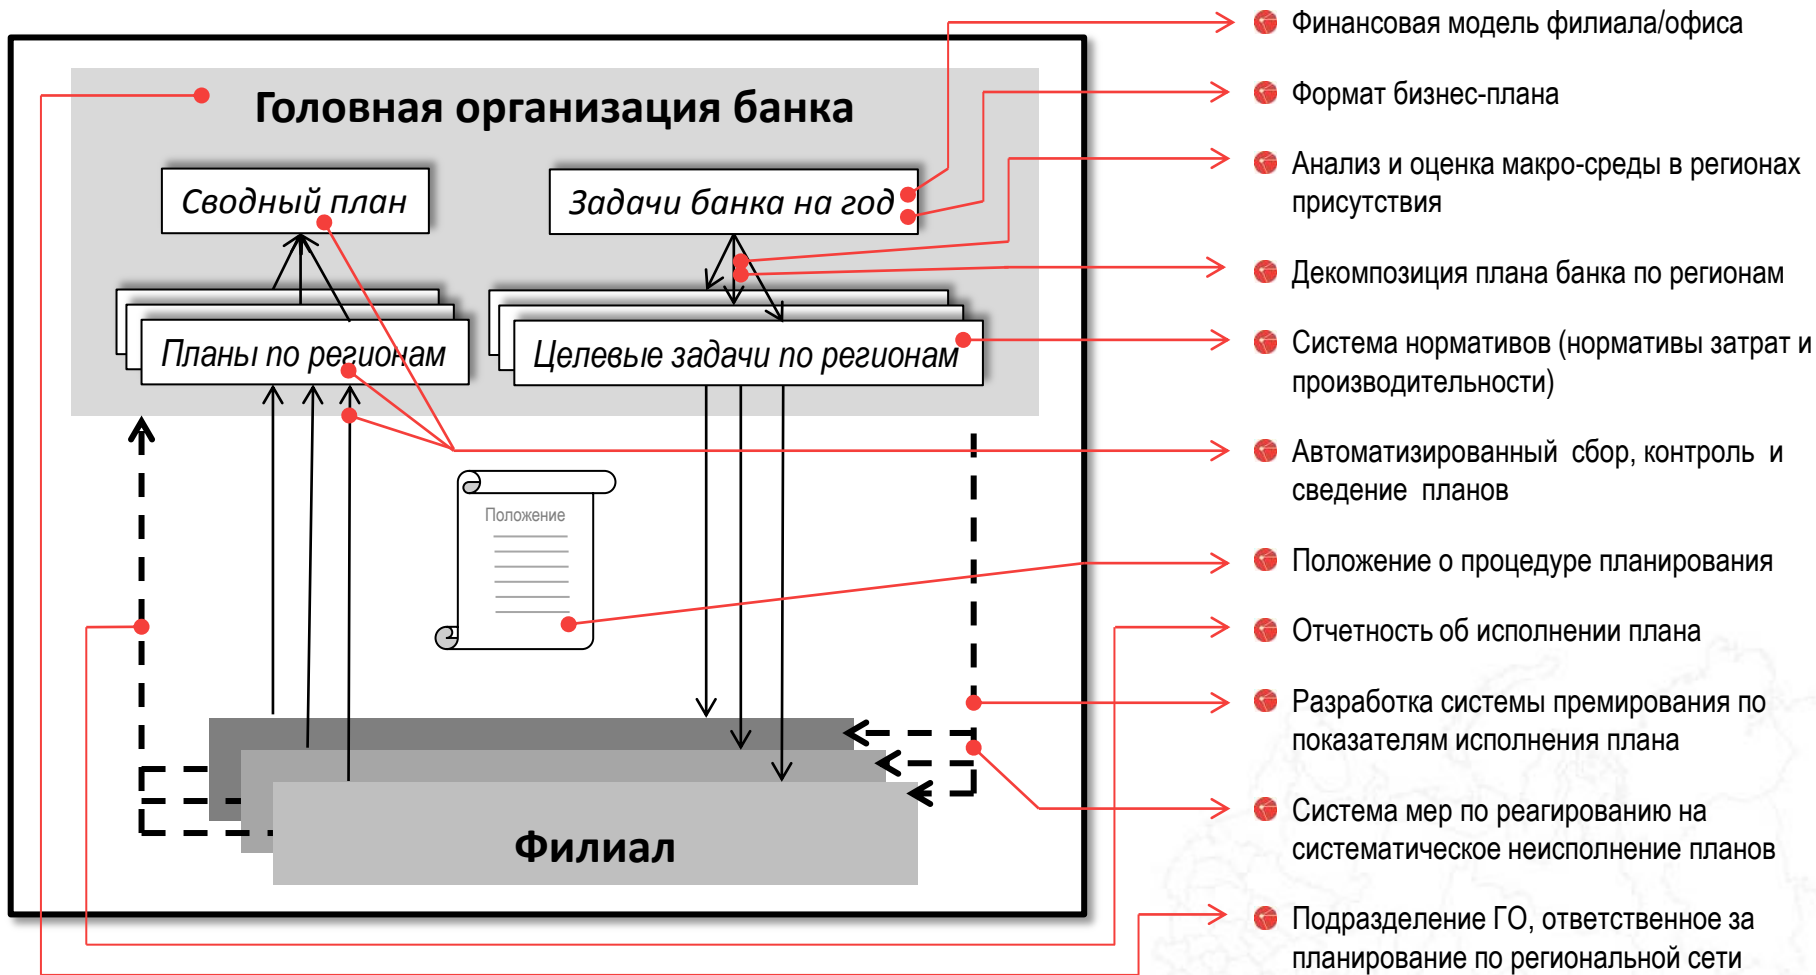 Головная организация банка
Сводный план
Задачи банка на год
Планы по регионам
Целевые задачи по регионам
Положение
Филиал
Финансовая модель филиала/офиса
Формат бизнес-плана
Анализ и оценка макро-среды в регионах
присутствия
Декомпозиция плана банка по регионам
Система нормативов (нормативы затрат и
производительности)
Автоматизированный сбор, контроль и
сведение планов
Положение о процедуре планирования
Отчетность об исполнении плана
Разработка системы премирования по
показателям исполнения плана
Система мер по реагированию на
систематическое неисполнение планов
Подразделение ГО, ответственное за
планирование по региональной сети